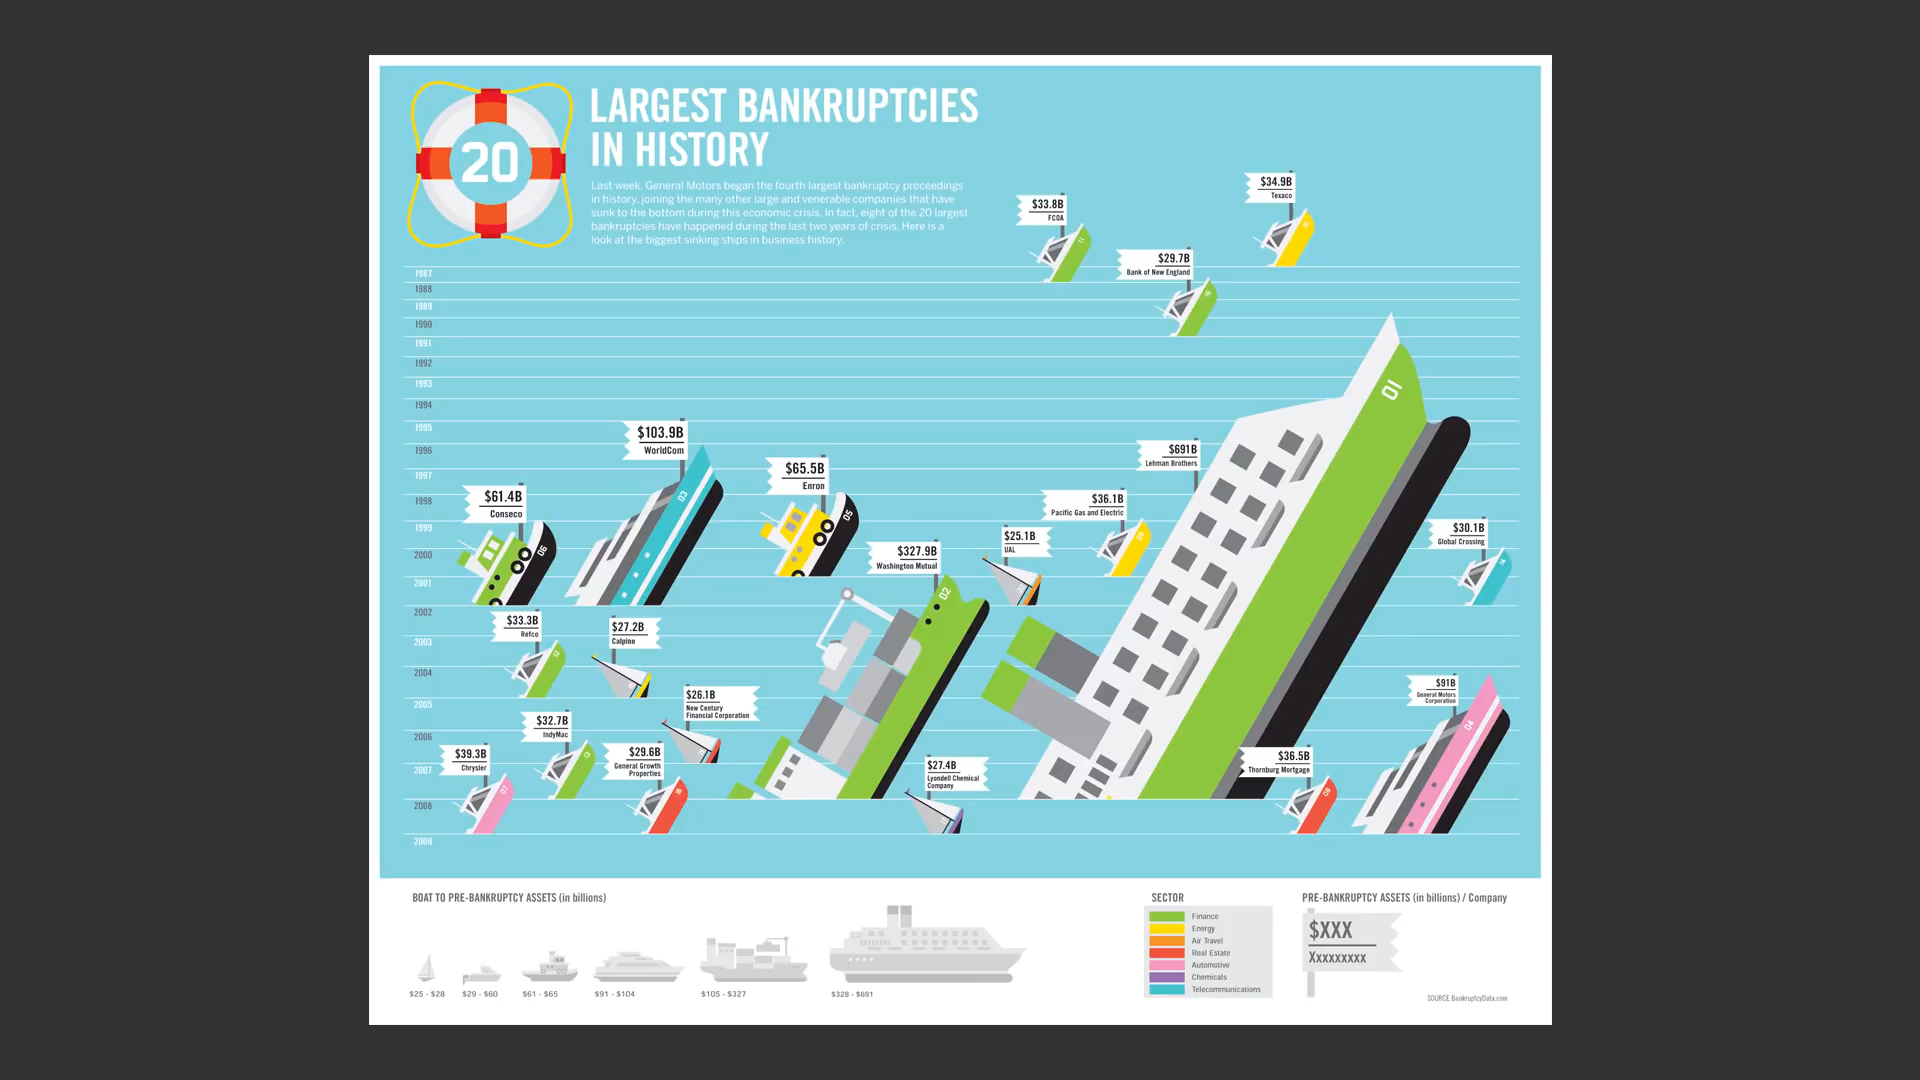 20
LARGEST BANKRUPTCIES
IN HISTORY
Last week, General Motors began the fourth largest bankruptcy proceedings
in history, joining the many other large and venerable companies that have
sunk to the bottom during this economic crisis. In fact, eight of the 20 largest
bankruptcies have happened during the last two years of crisis. Here is a
look at the biggest sinking ships in business history.
$34.9B
Texaco
$33.8B
FCOA
11
$29.7B
Bank of New England
15
1987
1988
1989
1990
1991
1992
1993
1994
1995
1996
1997
1998
1999
2000
2001
2002
2003
2004
2005
2006
2007
2008
2009
01
$103.9B
WorldCom
03
$65.5B
Enron
05
$691B
Lehman Brothers
$61.4B
Conseco
06
$36.1B
Pacific Gas and Electric
$25.1B
UAL
$30.1B
Global Crossing
14
$327.9B
Washington Mutual
02
$33.3B
Refco
12
$27.2B
Calpine
$26.1B
New Century
Financial Corporation
$91B
General Motors
Corporation
04
$32.7B
IndyMac
13
$39.3B
Chrysler
07
$29.6B
General Growth
Properties
16
$27.4B
Lyondell Chemical
Company
$36.5B
Thornburg Mortgage
08
BOAT TO PRE-BANKRUPTCY ASSETS (in billions)
$25 - $28
$29 - $60
$61 - $65
$91 - $104
$105 - $327
$328 - $691
SECTOR
Finance
Energy
Air Travel
Real Estate
Automotive
Chemicals
Telecommunications
PRE-BANKRUPTCY ASSETS (in billions) / Company
$XXX
Xxxxxxxxx
SOURCE BankruptcyData.com